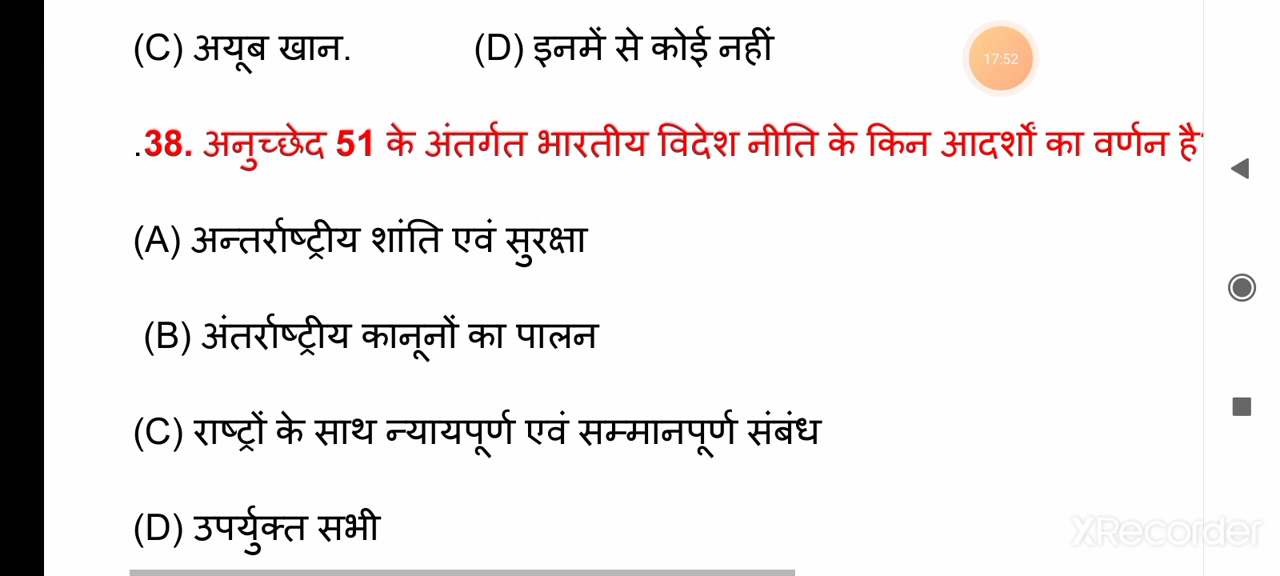 (C) अयूब खान. (D) इनमें से कोई नहीं
17:52
.38. अनुच्छेद 51 के अंतर्गत भारतीय विदेश नीति के किन आदर्शों का वर्णन है
(A) अन्तर्राष्ट्रीय शांति एवं सुरक्षा
(B) अंतर्राष्ट्रीय कानूनों का पालन
(C) राष्ट्रों के साथ न्यायपूर्ण एवं सम्मानपूर्ण संबंध
(D) उपर्युक्त सभी
XRecorder